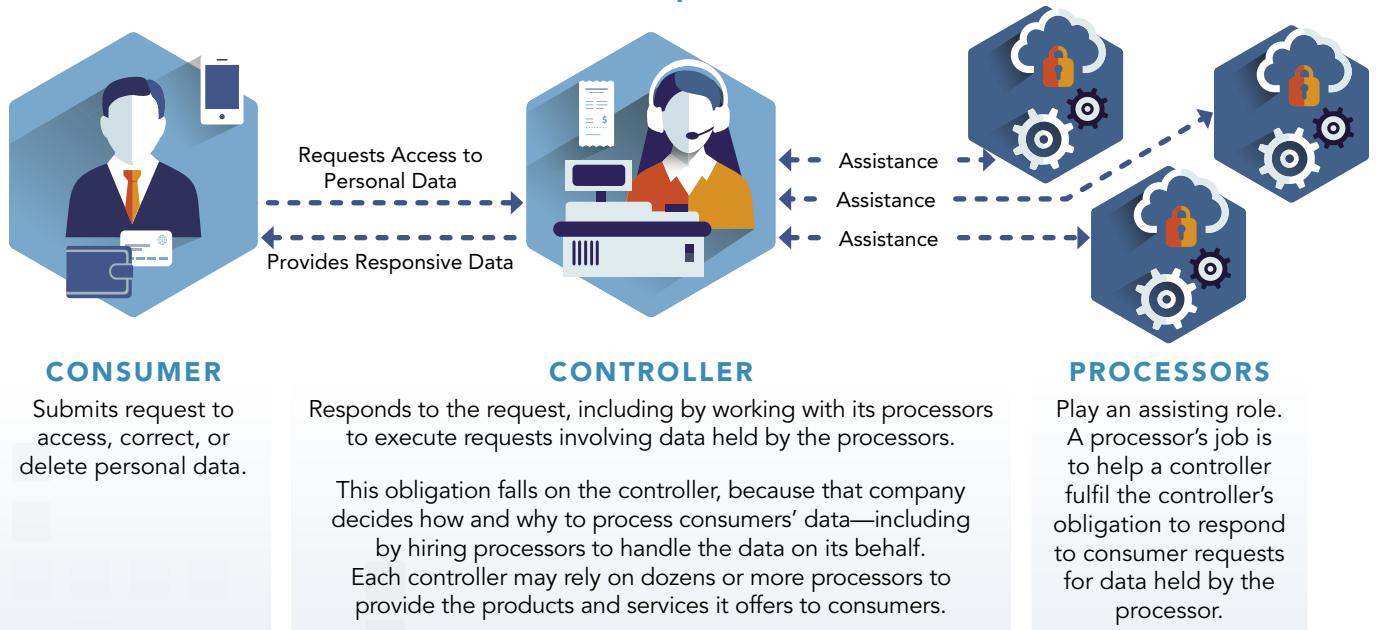 Requests Access to
Personal Data
Provides Responsive Data
Assistance
Assistance
Assistance
$
CONSUMER
Submits request to
access, correct, or
delete personal data.
CONTROLLER
Responds to the request, including by working with its processors
to execute requests involving data held by the processors.
This obligation falls on the controller, because that company
decides how and why to process consumers’ data—including
by hiring processors to handle the data on its behalf.
Each controller may rely on dozens or more processors to
provide the products and services it offers to consumers.
PROCESSORS
Play an assisting role.
A processor’s job is
to help a controller
fulfil the controller’s
obligation to respond
to consumer requests
for data held by the
processor.